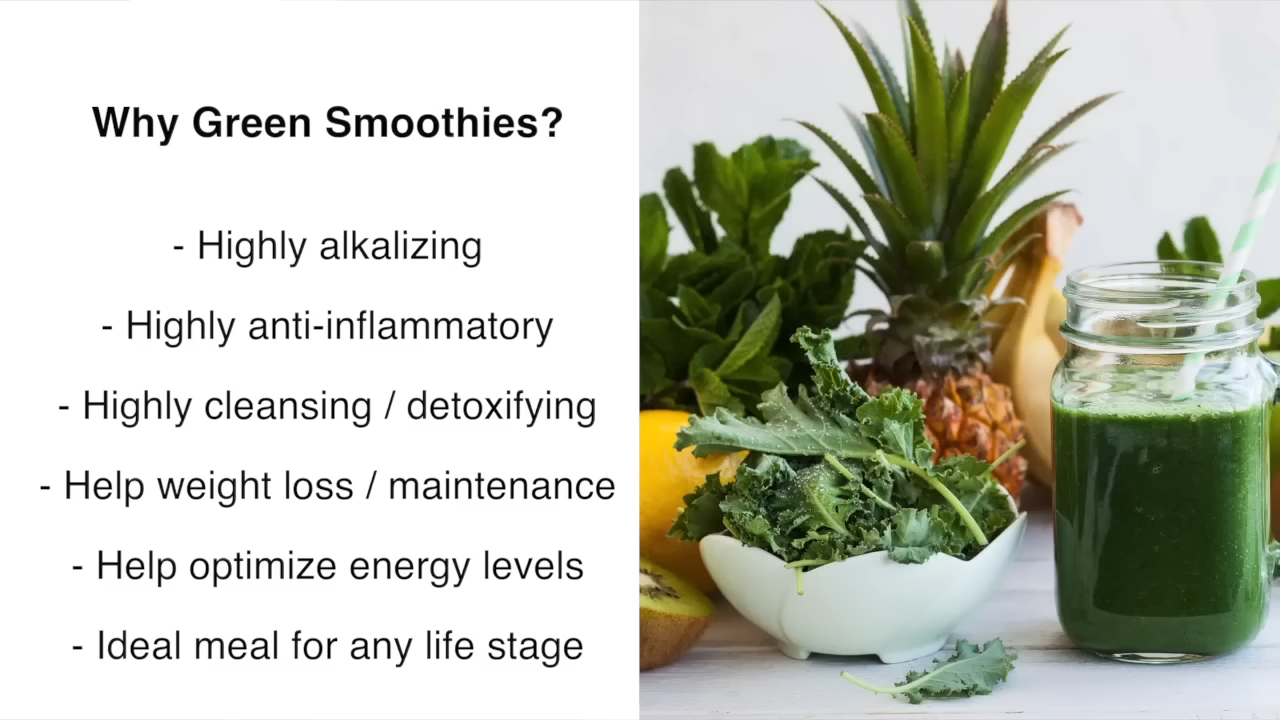 Why Green Smoothies?
- Highly alkalizing
- Highly anti-inflammatory
- Highly cleansing / detoxifying
- Help weight loss / maintenance
- Help optimize energy levels
- Ideal meal for any life stage